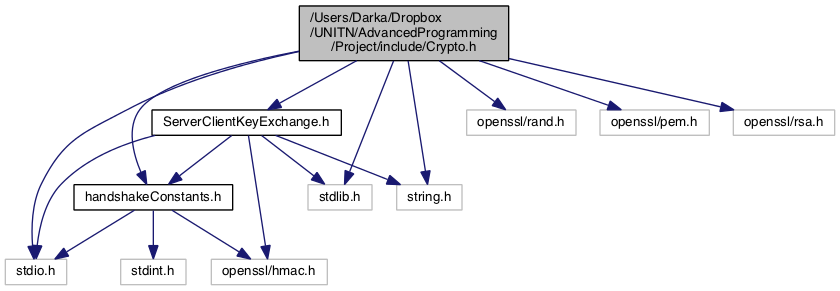 /Users/Darka/Dropbox
/UNITN/AdvancedProgramming
/Project/include/Crypto.h
ServerClientKeyExchange.h
openssl/rand.h
openssl/pem.h
openssl/rsa.h
handshakeConstants.h
stdlib.h
string.h
stdio.h
stdint.h
openssl/hmac.h